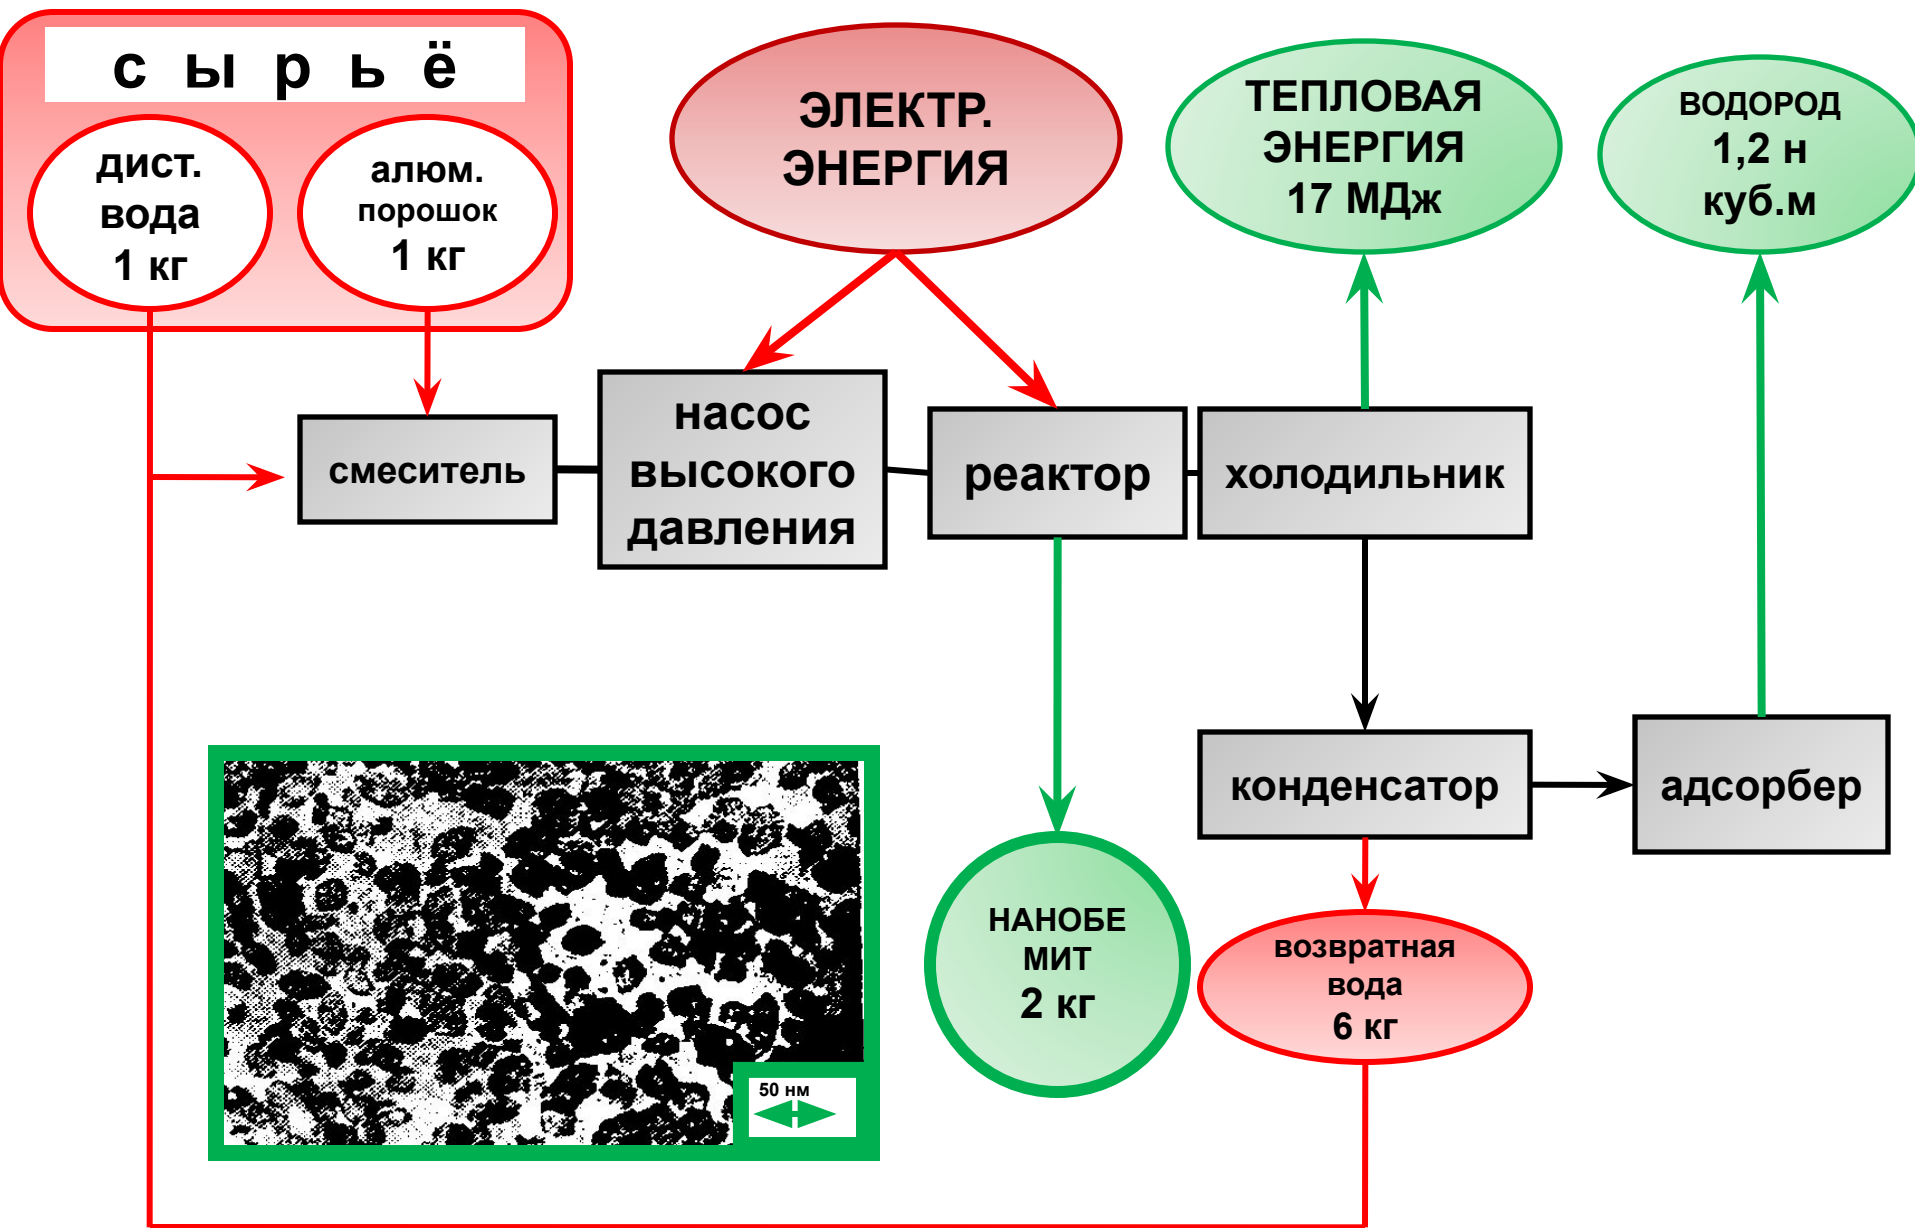 с ы р ь ё
дист.
вода
1 кг
алюм.
порошок
1 кг
ЭЛЕКТР.
ЭНЕРГИЯ
ТЕПЛОВАЯ
ЭНЕРГИЯ
17 МДж
ВОДОРОД
1,2 н
куб.м
смеситель
насос
высокого
давления
реактор
холодильник
конденсатор
адсорбер
НАНОБЕ
МИТ
2 кг
возвратная
вода
6 кг
50 нм